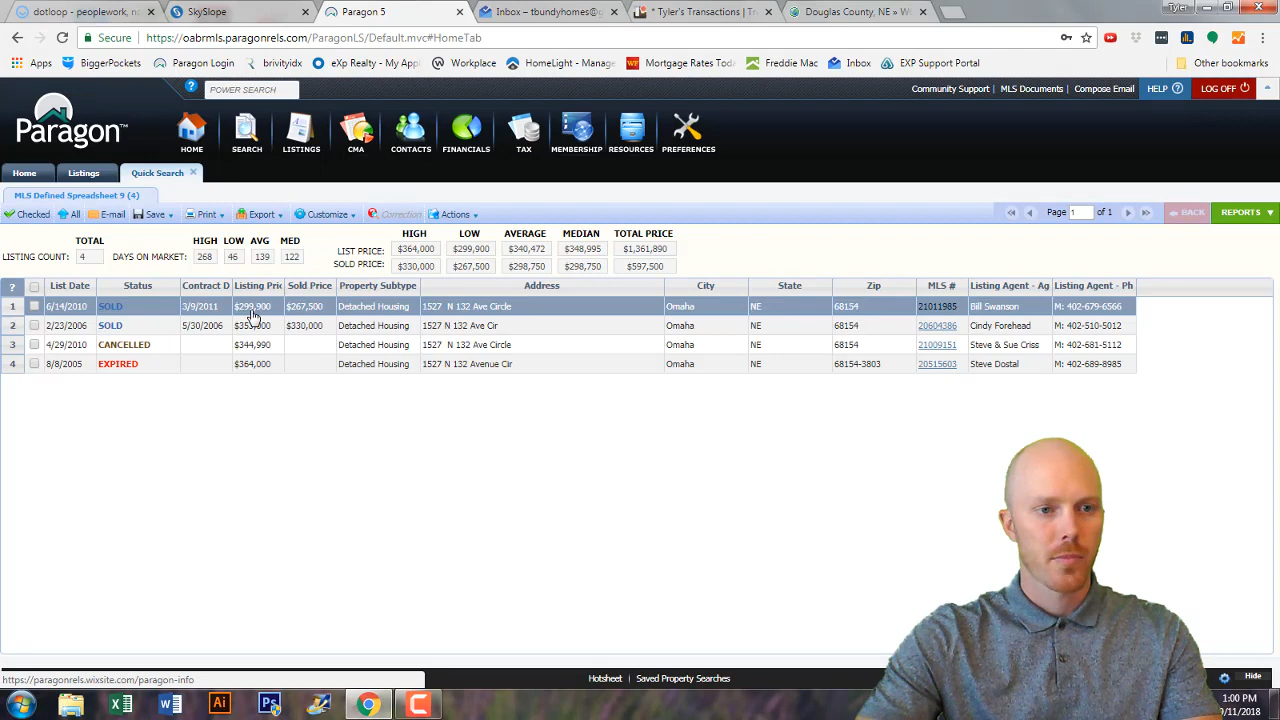 dotloop - peoplework, no
SkySlope
Paragon 5
Inbox – tbundyhomes@g
* Tyler's Transactions |
Douglas County, NE » W
Tyler
Secure
https://oabrmls.paragonrels.com/ParagonLS/Default.mvc#HomeTab
Apps BiggerPockets Paragon Login brivityidx eXp Realty - My Appl Workplace HomeLight - Manage Mortgage Rates Toda Freddie Mac Inbox EXP Support Portal Other bookmarks
POWER SEARCH
Community Support | MLS Documents | Compose Email HELP LOG OFF
Paragon
HOME SEARCH LISTINGS CMA CONTACTS FINANCIALS TAX MEMBERSHIP RESOURCES PREFERENCES
Home Listings Quick Search
MLS Defined Spreadsheet 9 (4)
Checked All E-mail Save Print Export Customize Correction Actions Page 1 of 1 BACK REPORTS
TOTAL HIGH LOW AVG MED HIGH LOW AVERAGE MEDIAN TOTAL PRICE
LISTING COUNT: 4 DAYS ON MARKET: 268 46 139 122
LIST PRICE: $364,000 $299,900 $340,472 $348,995 $1,361,890
SOLD PRICE: $330,000 $267,500 $298,750 $298,750 $597,500
? List Date Status Contract D Listing Pric Sold Price Property Subtype Address City State Zip MLS # Listing Agent - Ag Listing Agent - Ph
1 6/14/2010 SOLD 3/9/2011 $299,900 $267,500 Detached Housing 1527 N 132 Ave Circle Omaha NE 68154 21011985 Bill Swanson M: 402-679-6566
2 2/23/2006 SOLD 5/30/2006 $330,000 Detached Housing 1527 N 132 Ave Cir Omaha NE 68154 20604386 Cindy Forehead M: 402-510-5012
3 4/29/2010 CANCELLED $344,990 Detached Housing 1527 N 132 Ave Circle Omaha NE 68154 21009151 Steve & Sue Criss M: 402-681-5112
4 8/8/2005 EXPIRED $364,000 Detached Housing 1527 N 132 Avenue Cir Omaha NE 68154-3803 20515603 Steve Dostal M: 402-689-8985
https://paragonrels.wixsite.com/paragon-info
Hotsheet | Saved Property Searches
Hide
1:00 PM
/11/2018